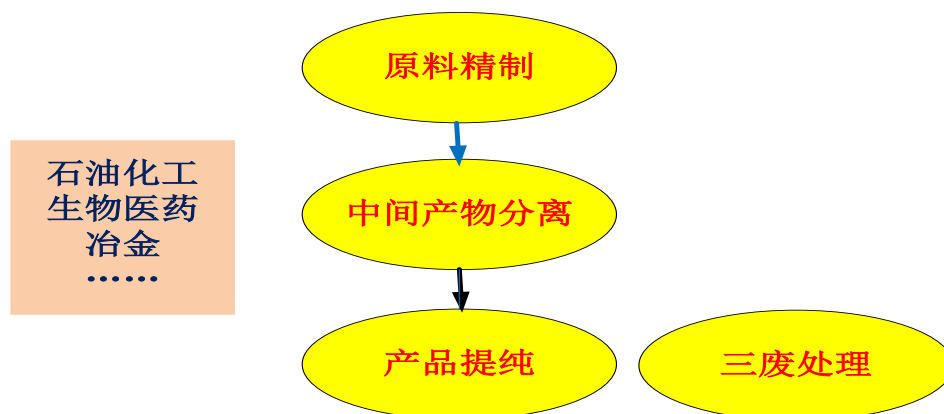 原料精制
石油化工
生物医药
冶金
……
中间产物分离
产品提纯
三废处理